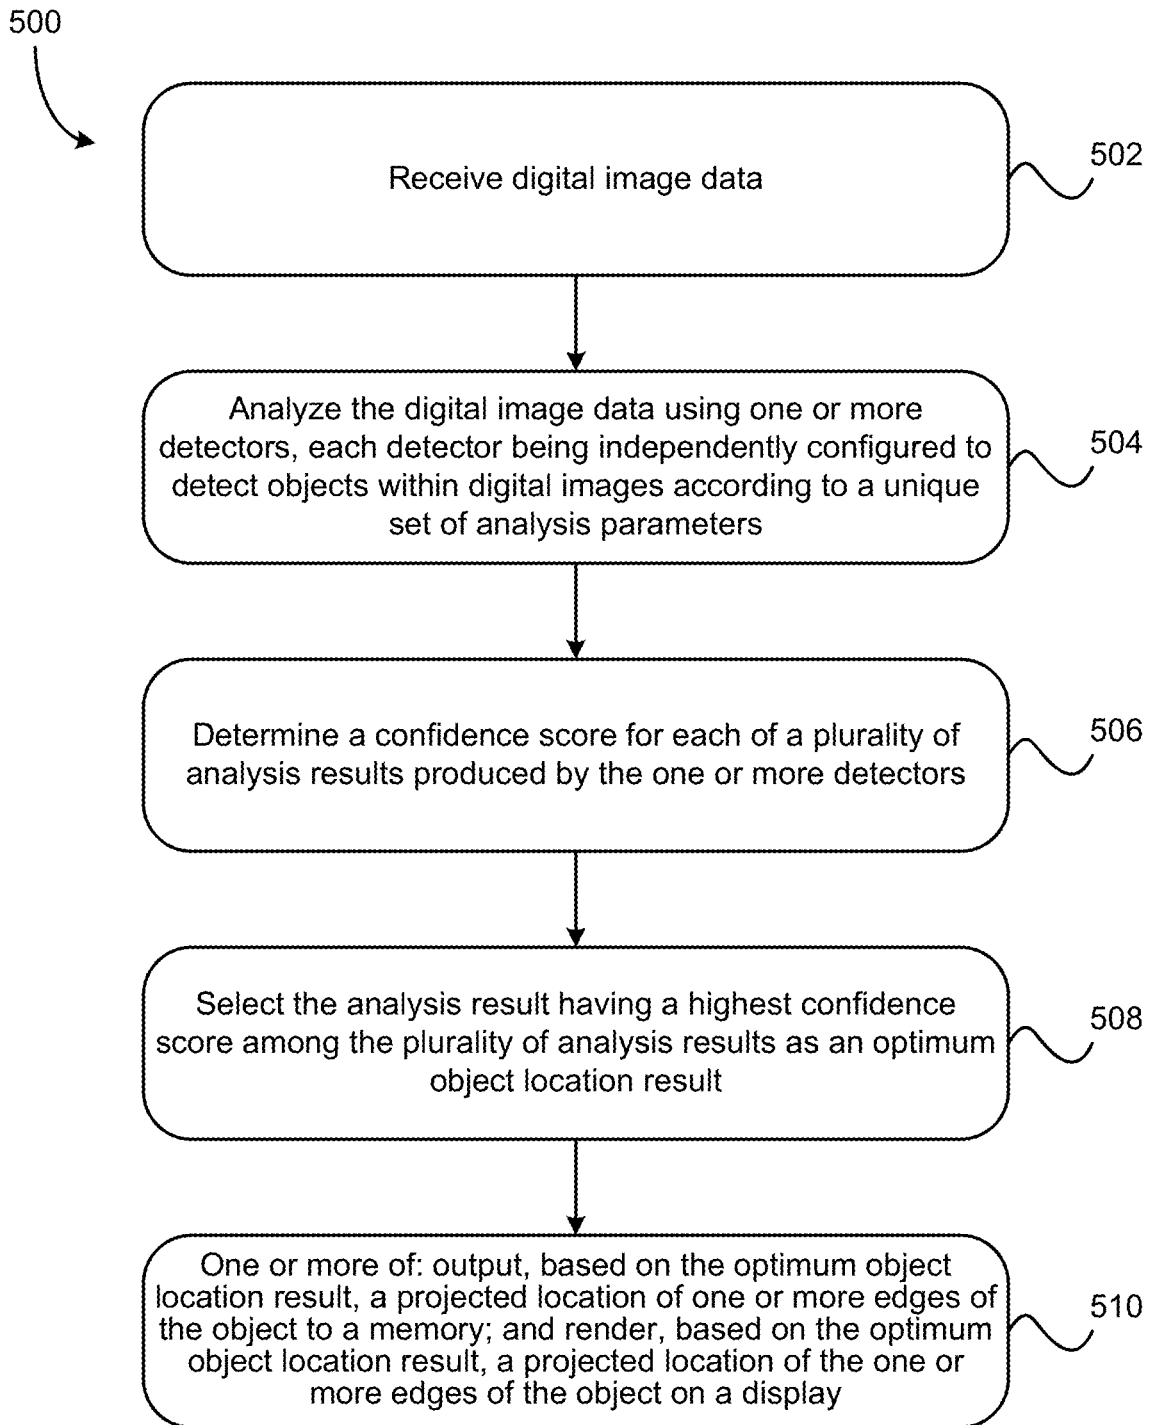 500
Receive digital image data
502
Analyze the digital image data using one or more
detectors, each detector being independently configured to
detect objects within digital images according to a unique
set of analysis parameters
504
Determine a confidence score for each of a plurality of
analysis results produced by the one or more detectors
506
Select the analysis result having a highest confidence
score among the plurality of analysis results as an optimum
object location result
508
One or more of: output, based on the optimum object
location result, a projected location of one or more edges of
the object to a memory; and render, based on the optimum
object location result, a projected location of the one or
more edges of the object on a display
510